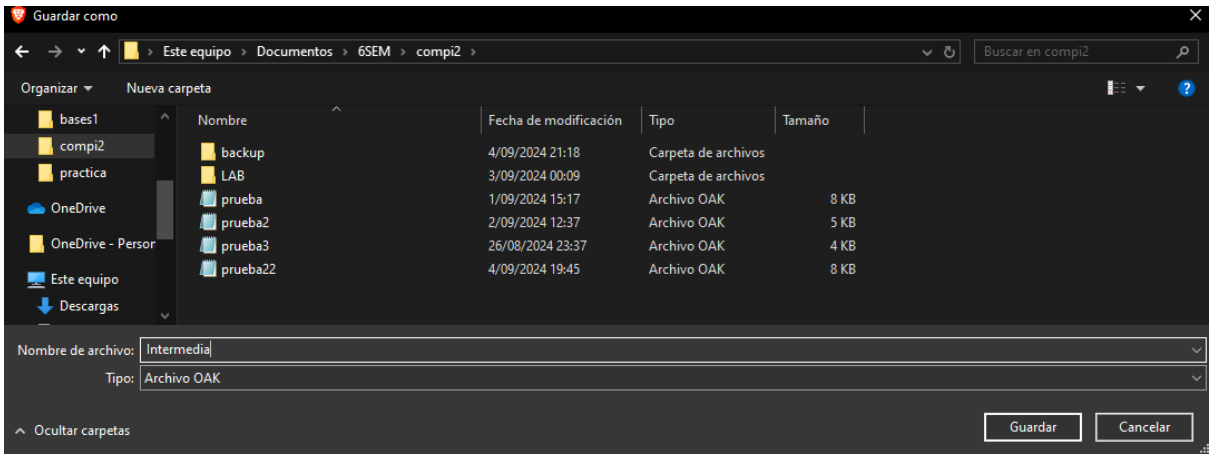 Guardar como
Este equipo > Documentos > 6SEM > compi2 >
Buscar en compi2
Organizar
Nueva carpeta
bases1
compi2
practica
OneDrive
OneDrive - Person
Este equipo
Descargas
Nombre Fecha de modificación Tipo Tamaño
backup 4/09/2024 21:18 Carpeta de archivos
LAB 3/09/2024 00:09 Carpeta de archivos
prueba 1/09/2024 15:17 Archivo OAK 8 KB
prueba2 2/09/2024 12:37 Archivo OAK 5 KB
prueba3 26/08/2024 23:37 Archivo OAK 4 KB
prueba22 4/09/2024 19:45 Archivo OAK 8 KB
Nombre de archivo: Intermedia
Tipo: Archivo OAK
Ocultar carpetas
Guardar
Cancelar